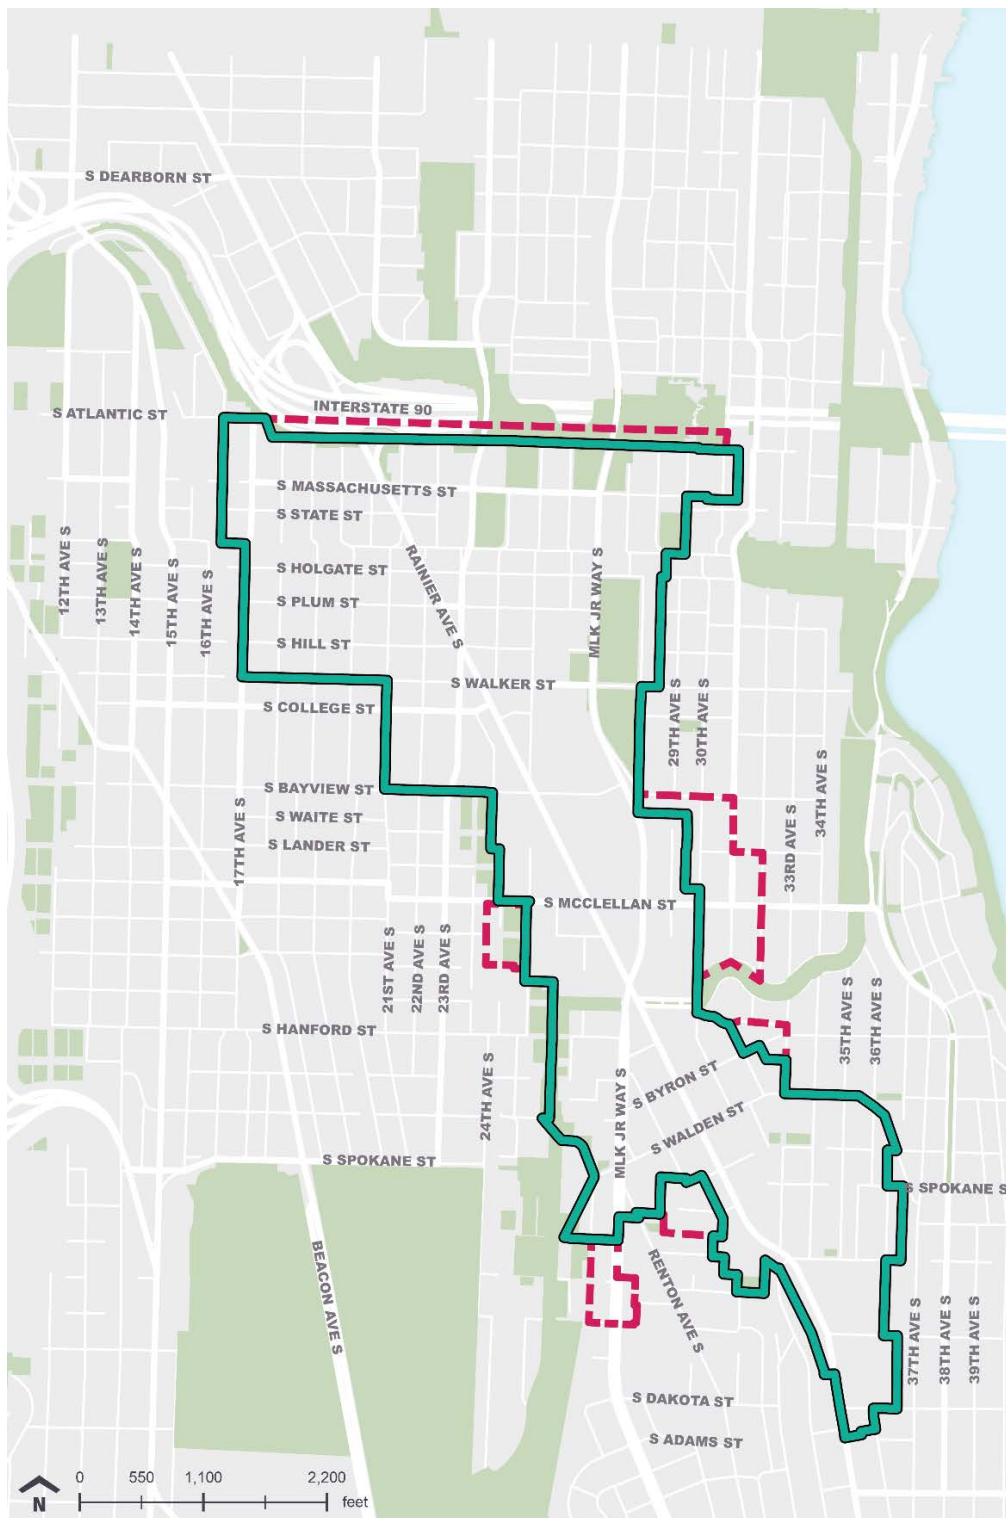 S DEARBORN ST
INTERSTATE 90
S ATLANTIC ST
S MASSACHUSETTS ST
S STATE ST
12TH AVE S
13TH AVE S
14TH AVE S
15TH AVE S
16TH AVE S
S HOLGATE ST
RAINIER AVE S
MLK JR WAY S
S PLUM ST
S HILL ST
S WALKER ST
29TH AVE S
30TH AVE S
S COLLEGE ST
34TH AVE S
S BAYVIEW ST
S WAITE ST
17TH AVE S
S LANDER ST
33RD AVE S
S MCCLELLAN ST
21ST AVE S
22ND AVE S
23RD AVE S
35TH AVE S
36TH AVE S
S HANFORD ST
24TH AVE S
S BYRON ST
MLK JR WAY S
S WALDEN ST
S SPOKANE ST
S SPOKANE S
BEACON AVE S
RENTON AVE S
37TH AVE S
38TH AVE S
39TH AVE S
S DAKOTA ST
S ADAMS ST
N
0 550 1,100 2,200
feet